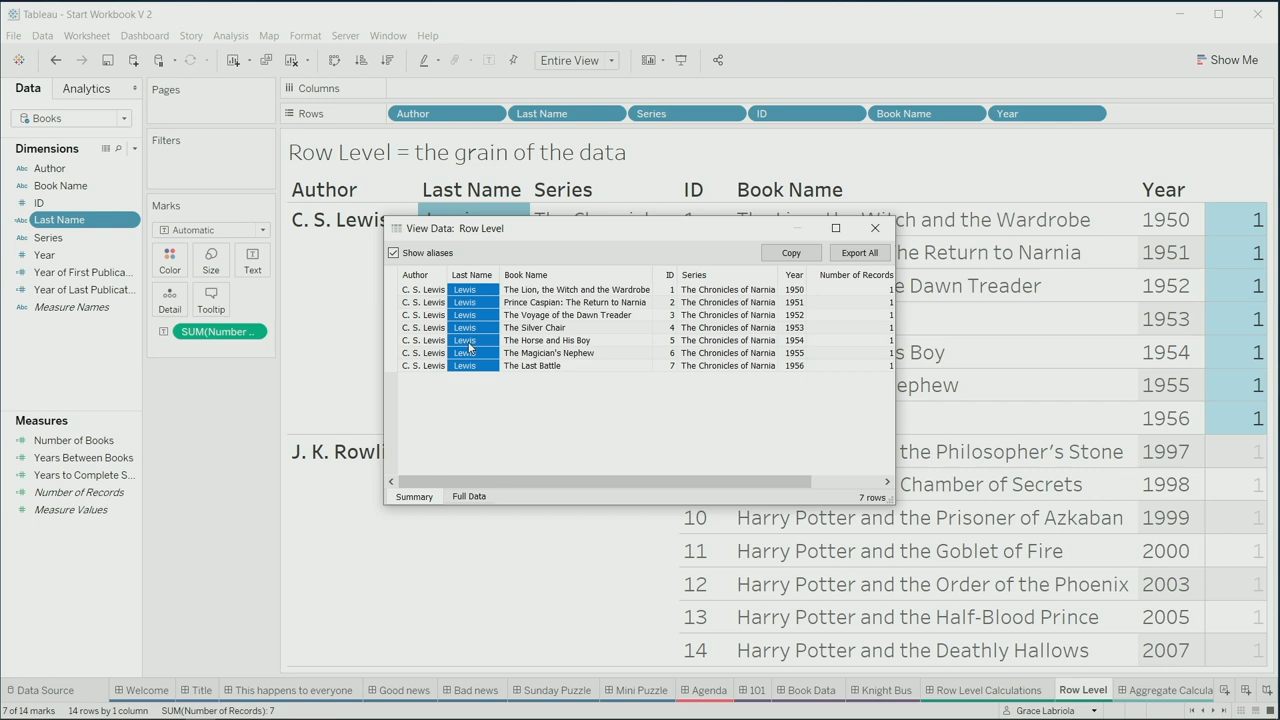 Tableau - Start Workbook V 2
File Data Worksheet Dashboard Story Analysis Map Format Server Window Help
Entire View
Show Me
Data Analytics
Pages
Columns
Rows Author Last Name Series ID Book Name Year
Books
Filters
Dimensions
Abc Author
Abc Book Name
# ID
Abc Last Name
Abc Series
# Year
# Year of First Publica...
# Year of Last Publicat...
Abc Measure Names
Marks
Automatic
Color Size Text
Detail Tooltip
SUM(Number ..
Measures
Number of Books
Years Between Books
Years to Complete S...
Number of Records
Measure Values
Row Level = the grain of the data
Author Last Name Series ID Book Name Year
C. S. Lewis and the Wardrobe 1950 1
he Return to Narnia 1951 1
e Dawn Treader 1952 1
1953 1
s Boy 1954 1
ephew 1955 1
1956 1
J. K. Rowli the Philosopher's Stone 1997 1
Chamber of Secrets 1998 1
10 Harry Potter and the Prisoner of Azkaban 1999 1
11 Harry Potter and the Goblet of Fire 2000 1
12 Harry Potter and the Order of the Phoenix 2003 1
13 Harry Potter and the Half-Blood Prince 2005 1
14 Harry Potter and the Deathly Hallows 2007 1
View Data: Row Level
Show aliases Copy Export All
Author Last Name Book Name ID Series Year Number of Records
C. S. Lewis Lewis The Lion, the Witch and the Wardrobe 1 The Chronicles of Narnia 1950 1
C. S. Lewis Lewis Prince Caspian: The Return to Narnia 2 The Chronicles of Narnia 1951 1
C. S. Lewis Lewis The Voyage of the Dawn Treader 3 The Chronicles of Narnia 1952 1
C. S. Lewis Lewis The Silver Chair 4 The Chronicles of Narnia 1953 1
C. S. Lewis Lewis The Horse and His Boy 5 The Chronicles of Narnia 1954 1
C. S. Lewis Lewis The Magician's Nephew 6 The Chronicles of Narnia 1955 1
C. S. Lewis Lewis The Last Battle 7 The Chronicles of Narnia 1956 1
Summary Full Data 7 rows
Data Source Welcome Title This happens to everyone Good news Bad news Sunday Puzzle Mini Puzzle Agenda 101 Book Data Knight Bus Row Level Calculations Row Level Aggregate Calcula
7 of 14 marks 14 rows by 1 column SUM(Number of Records): 7 Grace Labriola